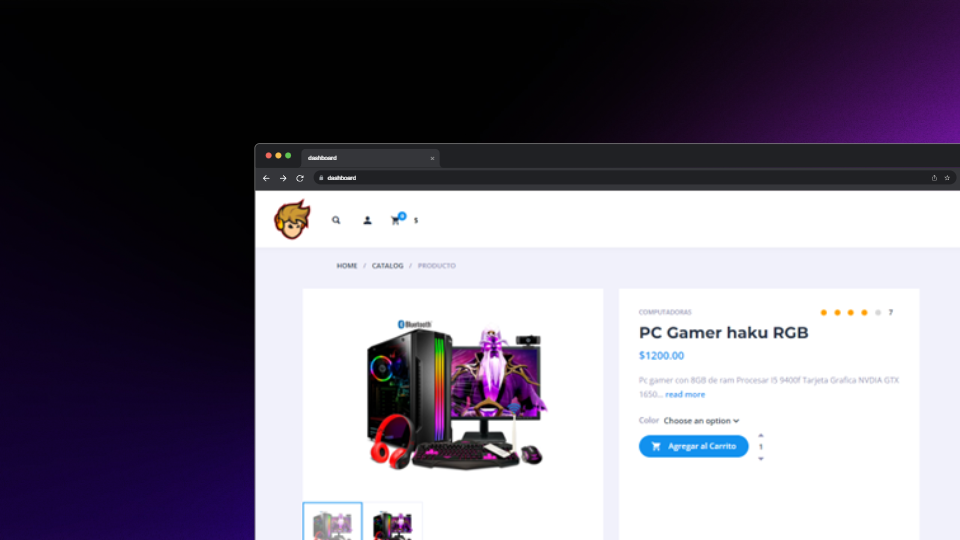 dashboard
dashboard
0
$
HOME / CATALOG / PRODUCTO
Bluetooth
COMPUTADORAS
7
PC Gamer haku RGB
$1200.00
Pc gamer con 8GB de ram Procesar I5 9400f Tarjeta Grafica NVDIA GTX
1650... read more
Color Choose an option
Agregar al Carrito
1